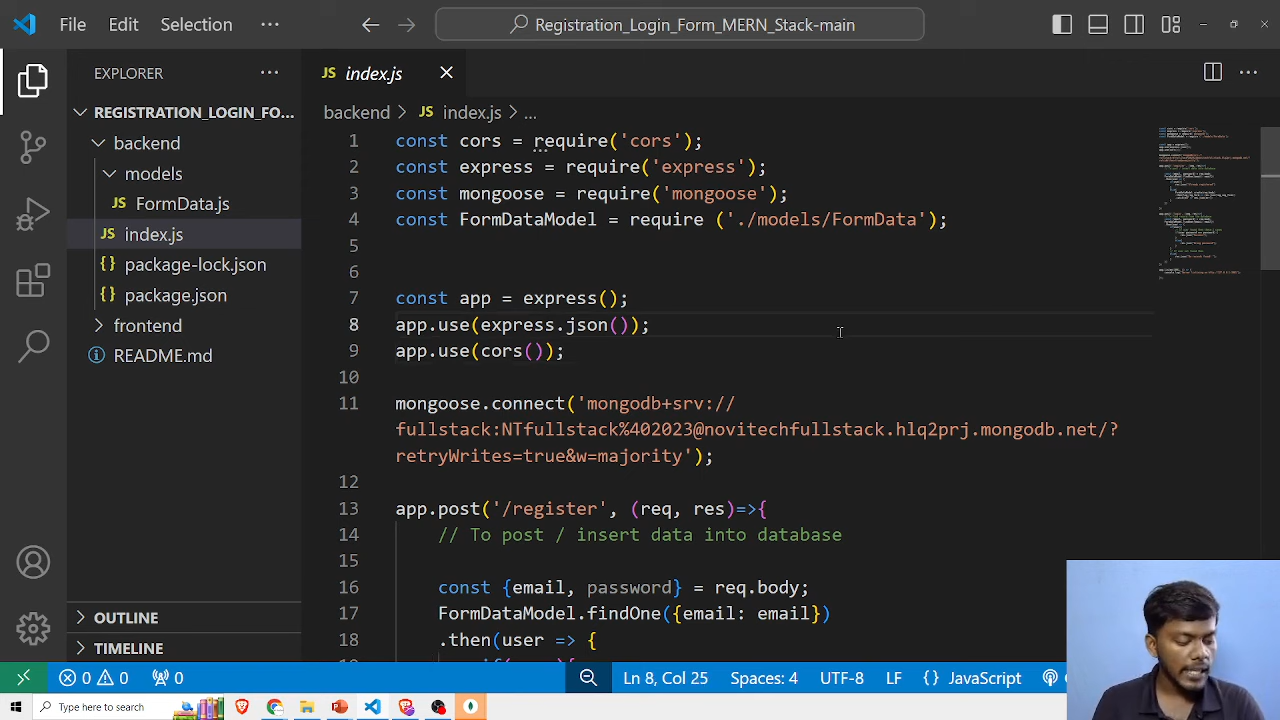 File Edit Selection ··· Registration_Login_Form_MERN_Stack-main
EXPLORER ···
REGISTRATION_LOGIN_FO...
backend
models
JS FormData.js
JS index.js
{} package-lock.json
{} package.json
frontend
README.md
OUTLINE
TIMELINE
JS index.js
backend > JS index.js > ...
1 const cors = require('cors');
2 const express = require('express');
3 const mongoose = require('mongoose');
4 const FormDataModel = require ('./models/FormData');
5
6
7 const app = express();
8 app.use(express.json());
9 app.use(cors());
10
11 mongoose.connect('mongodb+srv://
fullstack:NTfullstack%402023@novitechfullstack.hlq2prj.mongodb.net/?
retryWrites=true&w=majority');
12
13 app.post('/register', (req, res)=>{
14 // To post / insert data into database
15
16 const {email, password} = req.body;
17 FormDataModel.findOne({email: email})
18 .then(user => {
0 0 0 Ln 8, Col 25 Spaces: 4 UTF-8 LF {} JavaScript
Type here to search